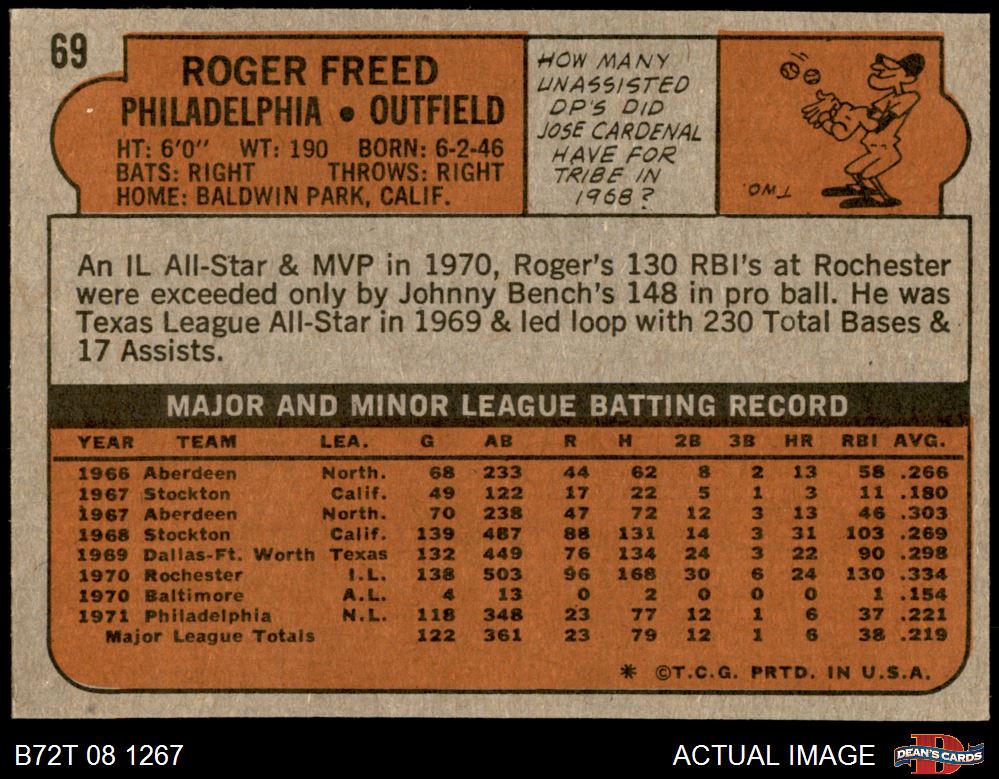 69
ROGER FREED
PHILADELPHIA • OUTFIELD
HT: 6'0" WT: 190 BORN: 6-2-46
BATS: RIGHT THROWS: RIGHT
HOME: BALDWIN PARK, CALIF.
HOW MANY
UNASSISTED
DP'S DID
JOSE CARDENAL
HAVE FOR
TRIBE IN
1968?
TWO.
An IL All-Star & MVP in 1970, Roger's 130 RBI's at Rochester
were exceeded only by Johnny Bench's 148 in pro ball. He was
Texas League All-Star in 1969 & led loop with 230 Total Bases &
17 Assists.
MAJOR AND MINOR LEAGUE BATTING RECORD
YEAR TEAM LEA. G AB R H 2B 3B HR RBI AVG.
1966 Aberdeen North. 68 233 44 62 8 2 13 58 .266
1967 Stockton Calif. 49 122 17 22 5 1 3 11 .180
1967 Aberdeen North. 70 238 47 72 12 3 13 46 .303
1968 Stockton Calif. 139 487 88 131 14 3 31 103 .269
1969 Dallas-Ft. Worth Texas 132 449 76 134 24 3 22 90 .298
1970 Rochester I.L. 138 503 96 168 30 6 24 130 .334
1970 Baltimore A.L. 4 13 0 2 0 0 0 1 .154
1971 Philadelphia N.L. 118 348 23 77 12 1 6 37 .221
Major League Totals 122 361 23 79 12 1 6 38 .219
* ©T.C.G. PRTD. IN U.S.A.
B72T 08 1267
ACTUAL IMAGE
D
DEAN'S CARDS